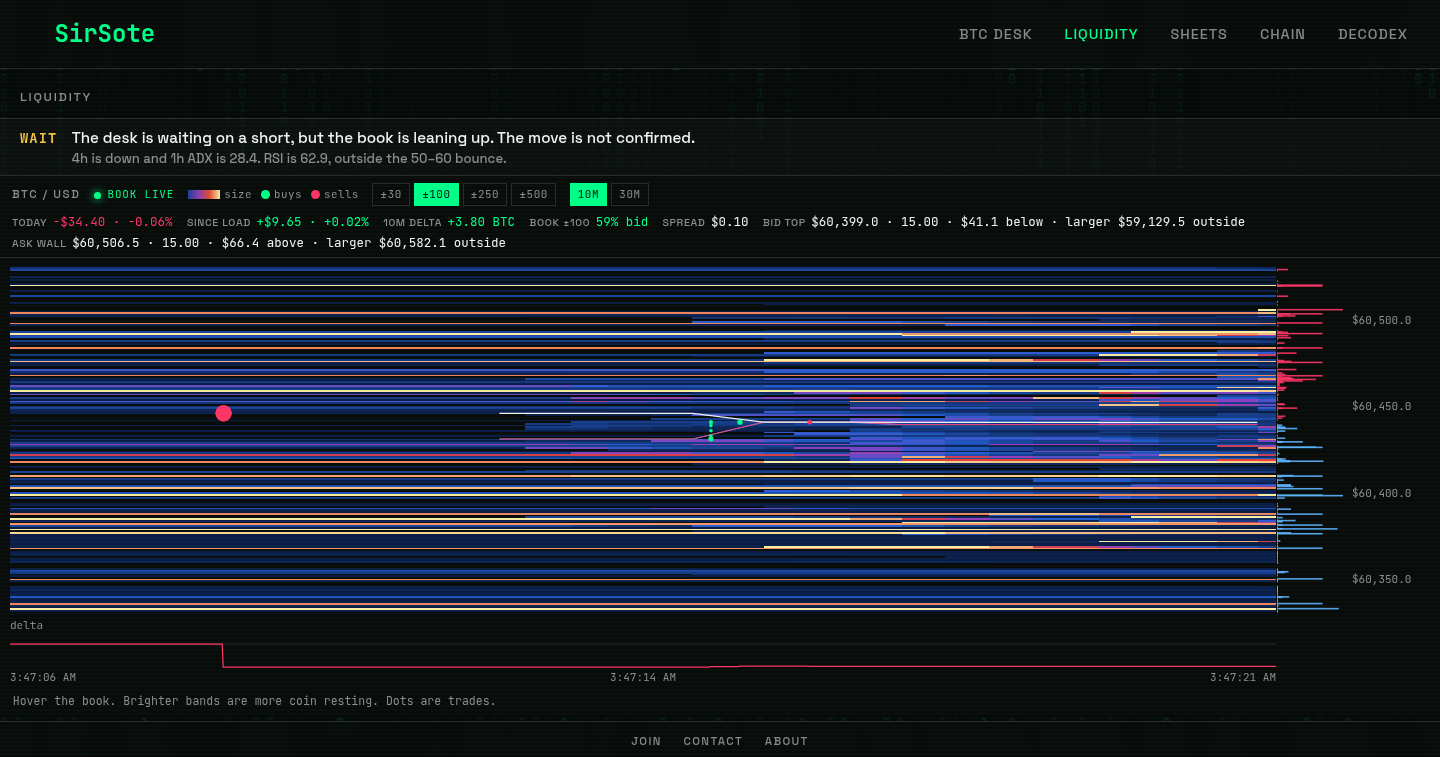 SirSote
BTC DESK LIQUIDITY SHEETS CHAIN DECODEX
LIQUIDITY
WAIT The desk is waiting on a short, but the book is leaning up. The move is not confirmed.
4h is down and 1h ADX is 28.4. RSI is 62.9, outside the 50–60 bounce.
BTC / USD BOOK LIVE size buys sells ±30 ±100 ±250 ±500 10M 30M
TODAY -$34.40 · -0.06% SINCE LOAD +$9.65 · +0.02% 10M DELTA +3.80 BTC BOOK ±100 59% bid SPREAD $0.10 BID TOP $60,399.0 · 15.00 · $41.1 below · larger $59,129.5 outside
ASK WALL $60,506.5 · 15.00 · $66.4 above · larger $60,582.1 outside
$60,500.0
$60,450.0
$60,400.0
$60,350.0
delta
3:47:06 AM 3:47:14 AM 3:47:21 AM
Hover the book. Brighter bands are more coin resting. Dots are trades.
JOIN CONTACT ABOUT